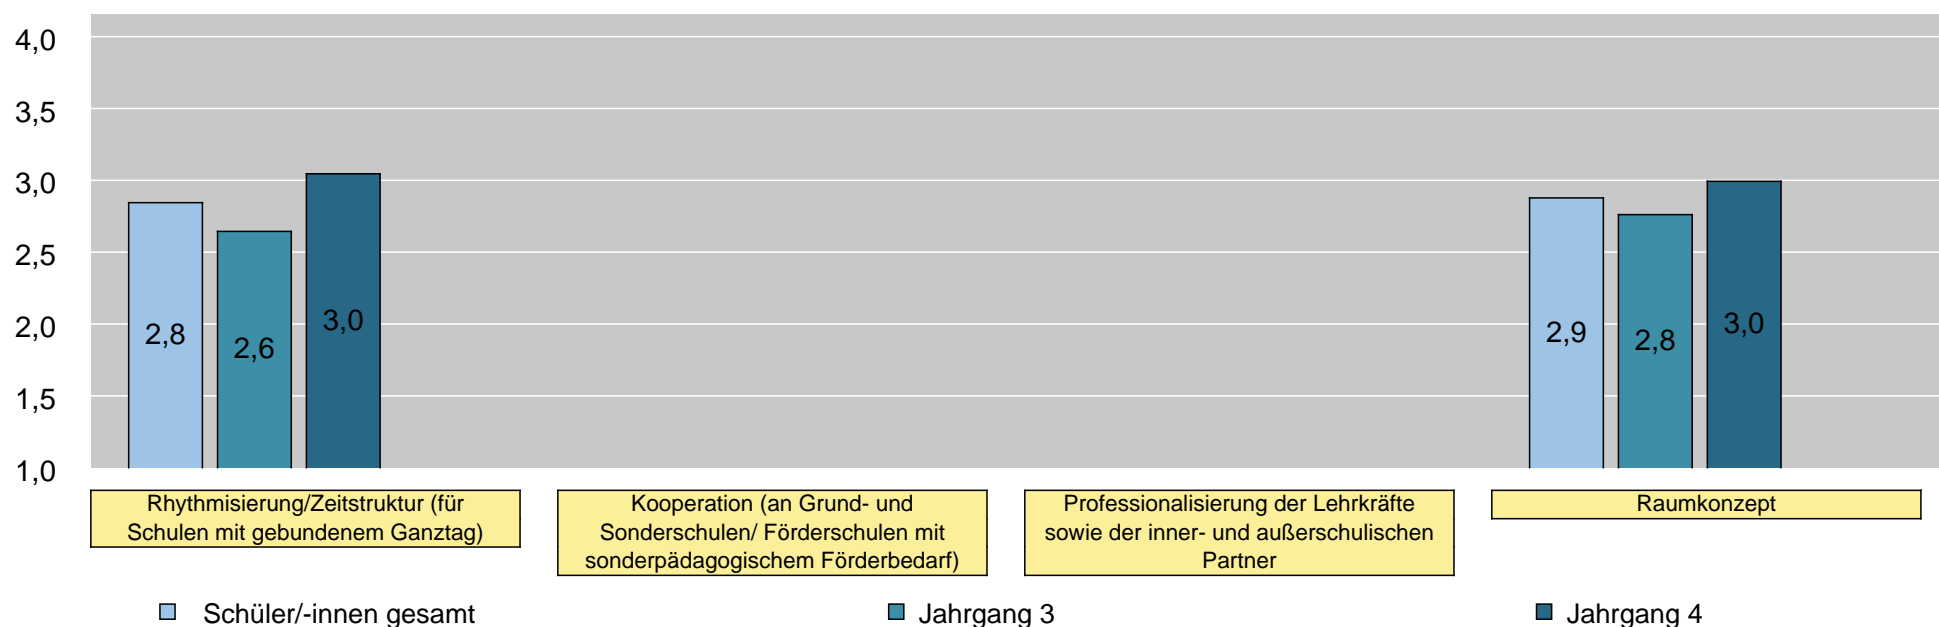 4,0
3,5
3,0
2,5
2,0
1,5
1,0
2,8
2,6
3,0
2,9
2,8
3,0
Rhythmisierung/Zeitstruktur (für
Schulen mit gebundenem Ganztag)
Kooperation (an Grund- und
Sonderschulen/ Förderschulen mit
sonderpädagogischem Förderbedarf)
Professionalisierung der Lehrkräfte
sowie der inner- und außerschulischen
Partner
Raumkonzept
Schüler/-innen gesamt
Jahrgang 3
Jahrgang 4